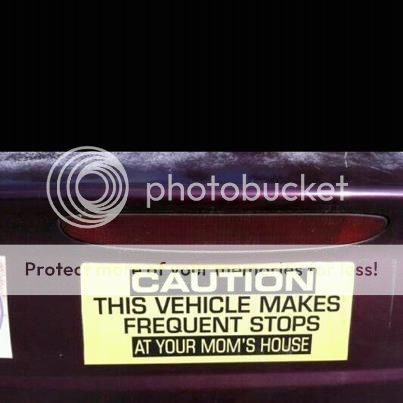 photobucket
Protect more of your memories for less!
CAUTION
THIS VEHICLE MAKES
FREQUENT STOPS
AT YOUR MOM'S HOUSE